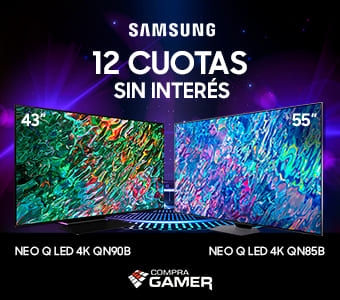 SAMSUNG
12 CUOTAS
SIN INTERÉS
43" 55"
NEO Q LED 4K QN90B NEO Q LED 4K QN85B
COMPRA
GAMER